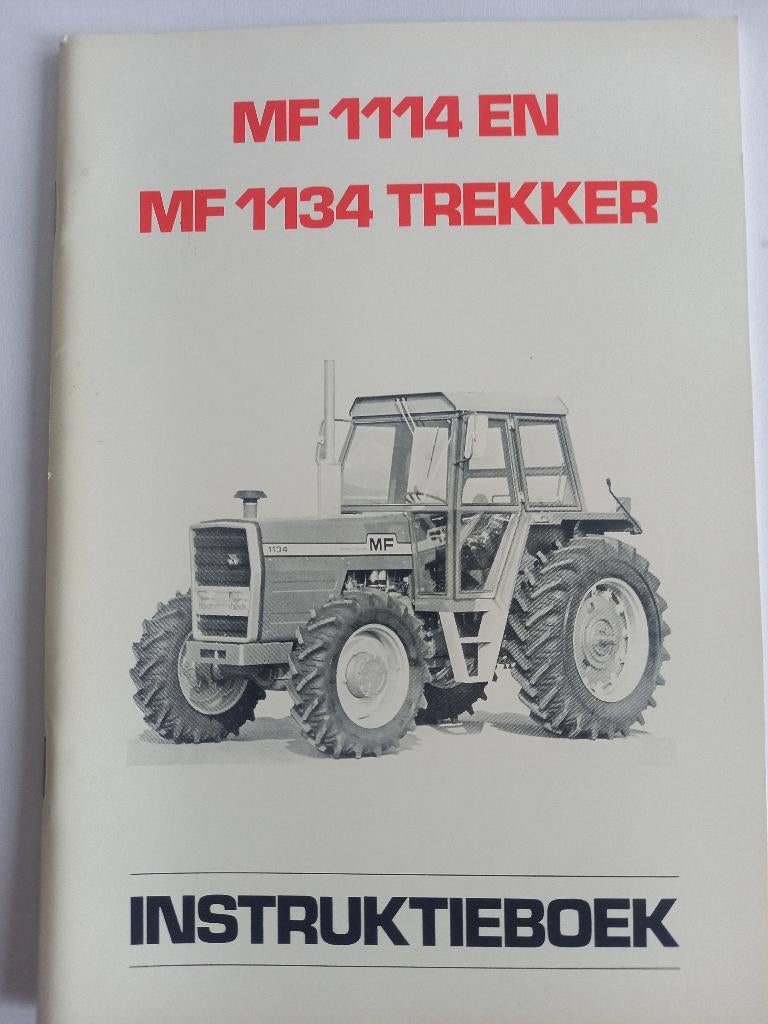 MF 1114 EN
MF 1134 TREKKER
1134
MF
INSTRUKTIEBOEK